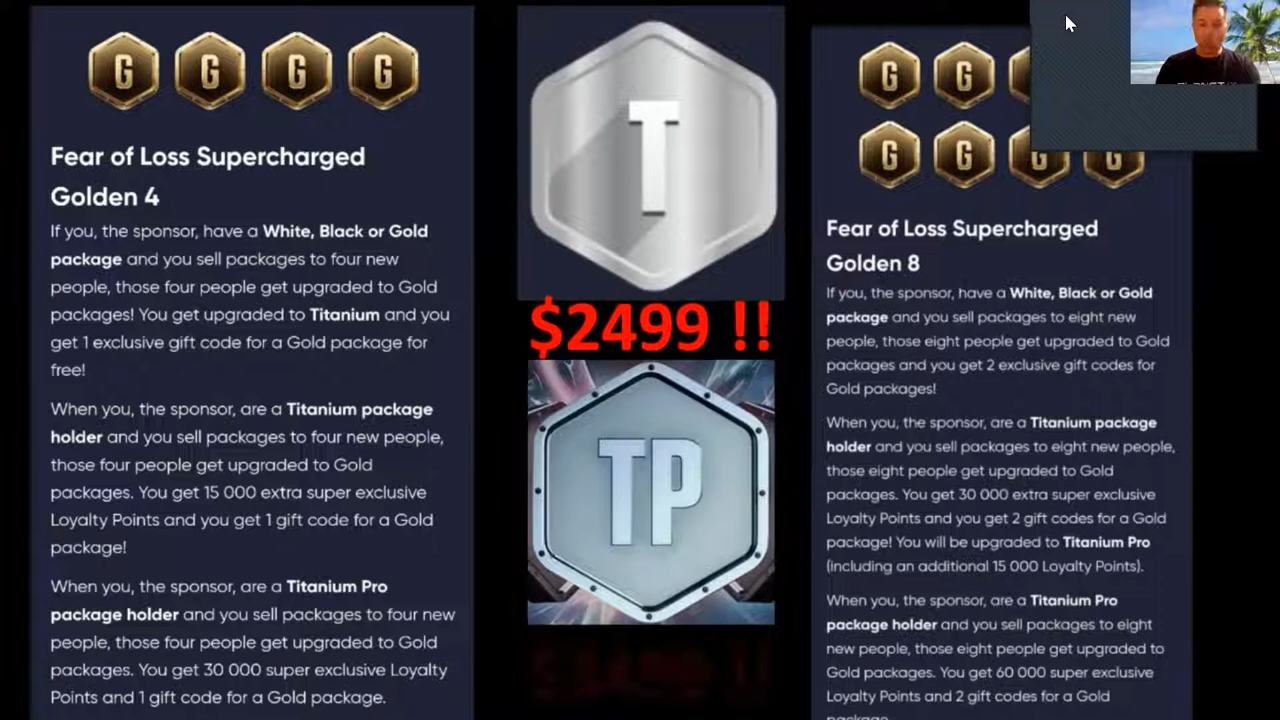 G G G G
Fear of Loss Supercharged
Golden 4
If you, the sponsor, have a White, Black or Gold
package and you sell packages to four new
people, those four people get upgraded to Gold
packages! You get upgraded to Titanium and you
get 1 exclusive gift code for a Gold package for
free!
When you, the sponsor, are a Titanium package
holder and you sell packages to four new people,
those four people get upgraded to Gold
packages. You get 15 000 extra super exclusive
Loyalty Points and you get 1 gift code for a Gold
package!
When you, the sponsor, are a Titanium Pro
package holder and you sell packages to four new
people, those four people get upgraded to Gold
packages. You get 30 000 super exclusive Loyalty
Points and 1 gift code for a Gold package.
T
$2499 !!
TP
G G
G G G G
Fear of Loss Supercharged
Golden 8
If you, the sponsor, have a White, Black or Gold
package and you sell packages to eight new
people, those eight people get upgraded to Gold
packages and you get 2 exclusive gift codes for
Gold packages!
When you, the sponsor, are a Titanium package
holder and you sell packages to eight new people,
those eight people get upgraded to Gold
packages. You get 30 000 extra super exclusive
Loyalty Points and you get 2 gift codes for a Gold
package! You will be upgraded to Titanium Pro
(including an additional 15 000 Loyalty Points).
When you, the sponsor, are a Titanium Pro
package holder and you sell packages to eight
new people, those eight people get upgraded to
Gold packages. You get 60 000 super exclusive
Loyalty Points and 2 gift codes for a Gold
package.